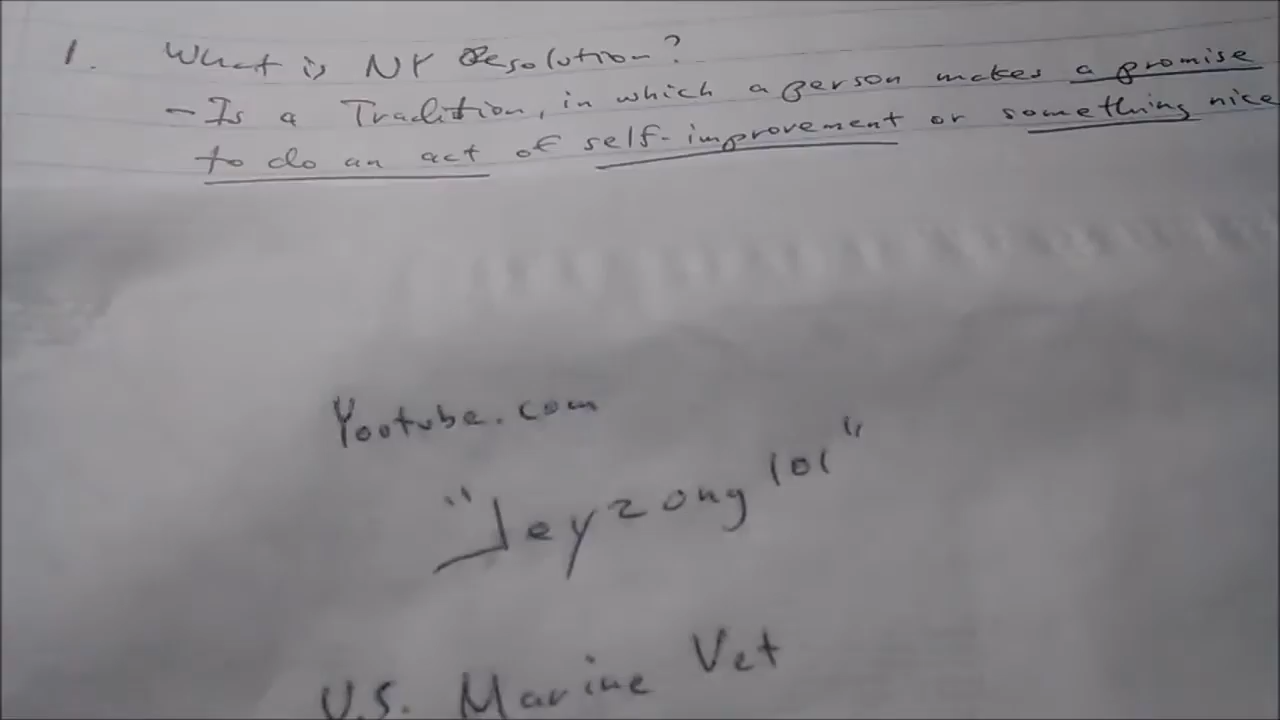 1. What is NY Resolution?
- Is a Tradition, in which a person makes a promise
to do an act of self-improvement or something nice
Yootube.com
"Jeyzong101"
U.S. Marine Vet